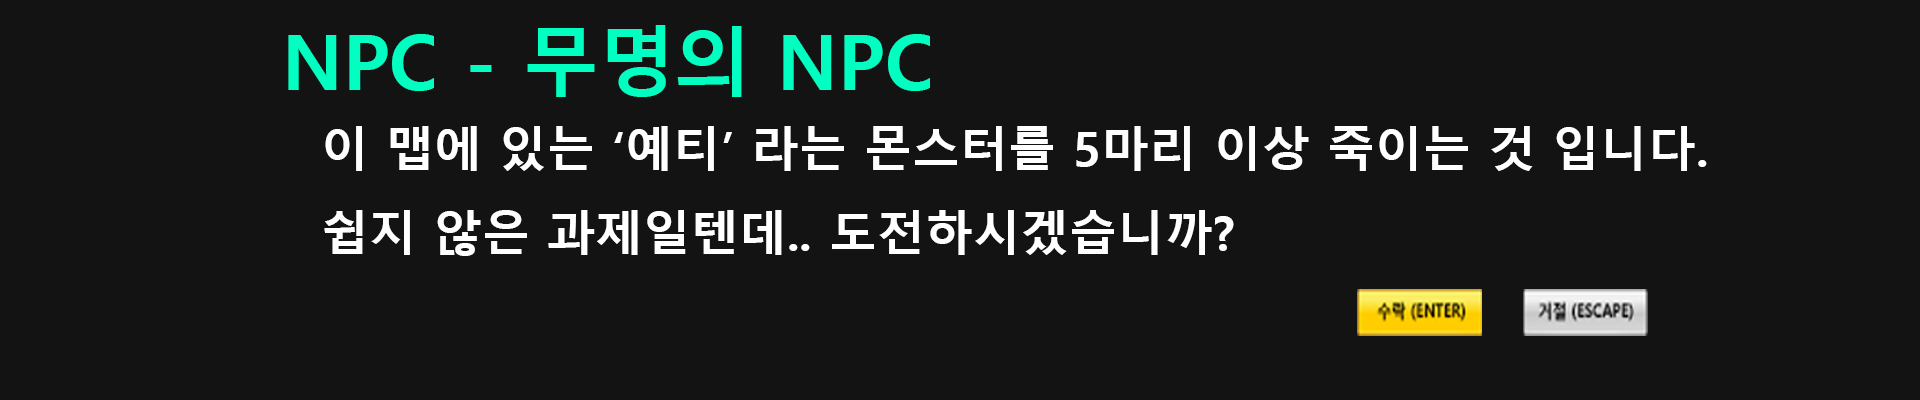 NPC - 무명의 NPC
이 맵에 있는 ‘예티’ 라는 몬스터를 5마리 이상 죽이는 것 입니다.
쉽지 않은 과제일텐데.. 도전하시겠습니까?
수락 (ENTER) 거절 (ESCAPE)